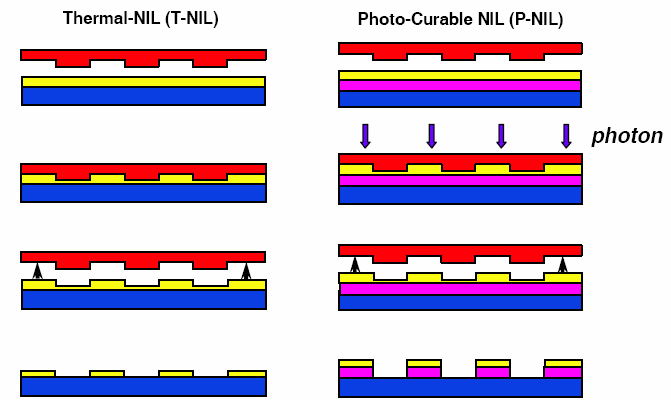 Thermal-NIL (T-NIL)
Photo-Curable NIL (P-NIL)
photon